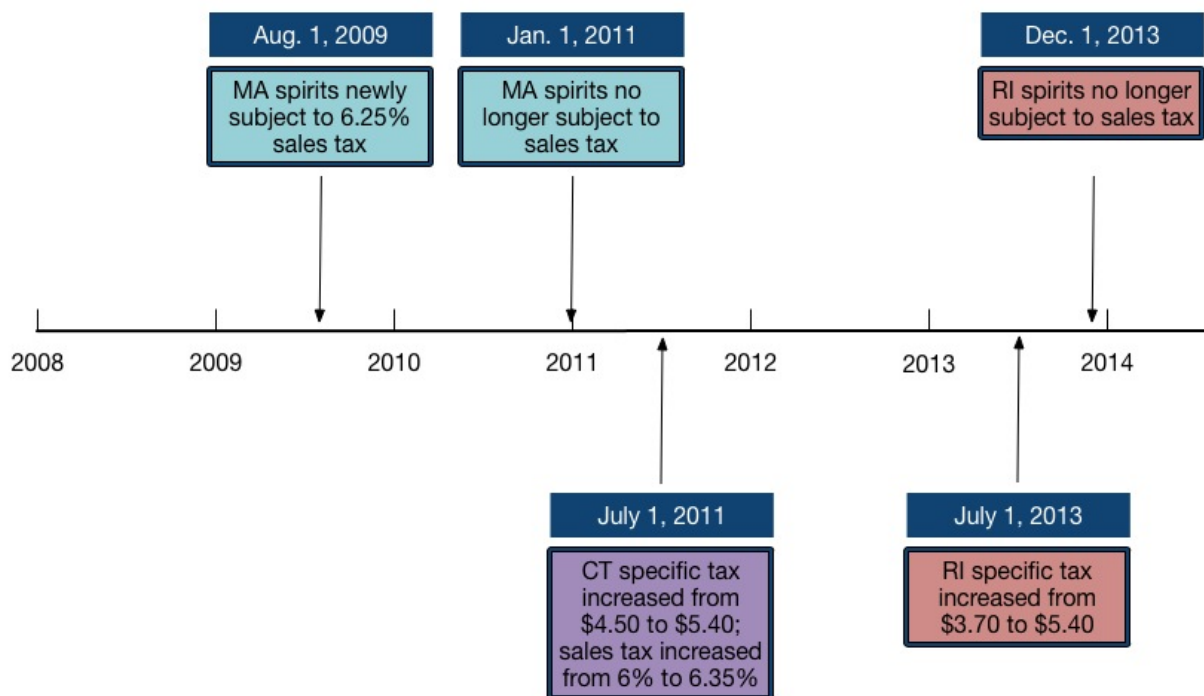 Aug. 1, 2009
MA spirits newly
subject to 6.25%
sales tax
Jan. 1, 2011
MA spirits no
longer subject to
sales tax
Dec. 1, 2013
RI spirits no longer
subject to sales tax
2008
2009
2010
2011
2012
2013
2014
July 1, 2011
CT specific tax
increased from
$4.50 to $5.40;
sales tax increased
from 6% to 6.35%
July 1, 2013
RI specific tax
increased from
$3.70 to $5.40